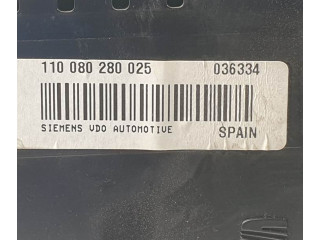 110 080 280 025 036334
SIEMENS VDO AUTOMOTIVE SPAIN